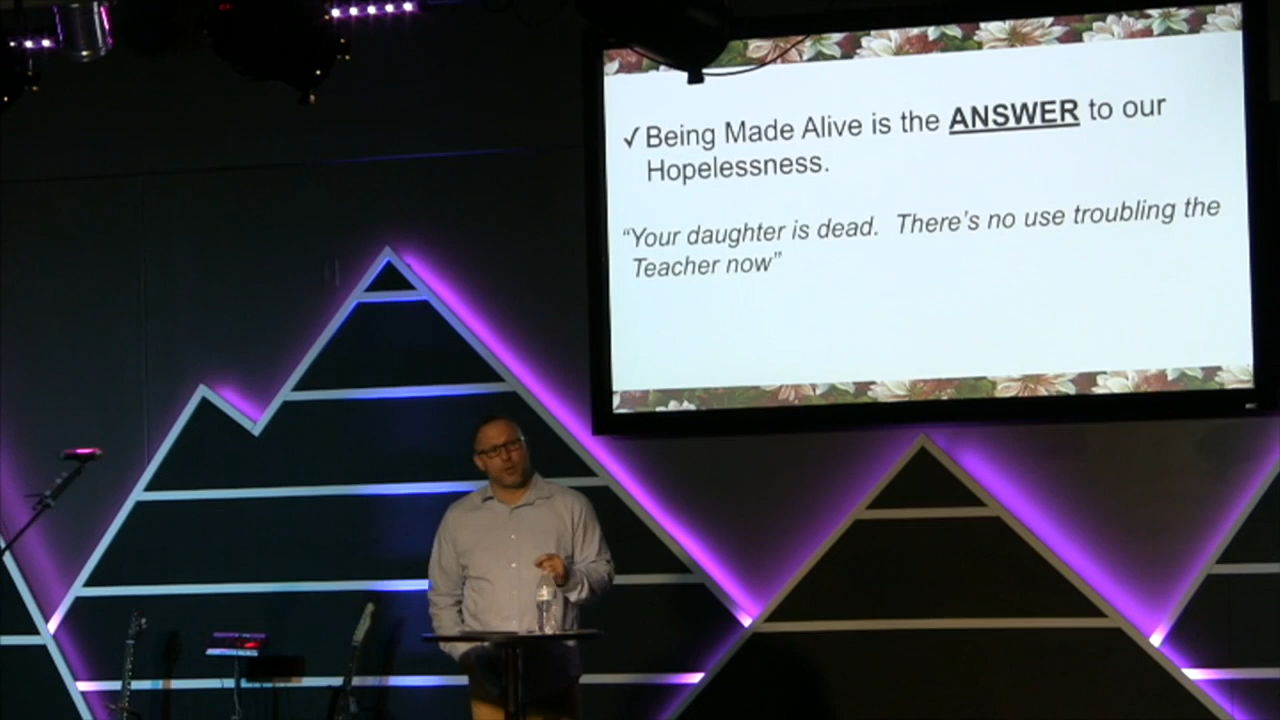 ✓ Being Made Alive is the ANSWER to our
Hopelessness.
“Your daughter is dead.  There’s no use troubling the
Teacher now”